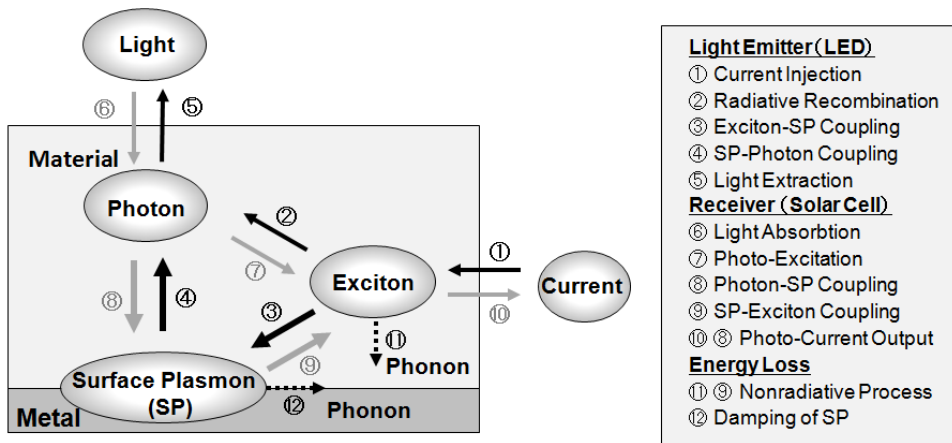 Light
⑥ ⑤
Material
Photon
②
⑦
①
Exciton
Current
⑧ ④
③
⑩
⑨
⑪
Phonon
Surface Plasmon
(SP)
⑫
Phonon
Metal
Light Emitter(LED)
① Current Injection
② Radiative Recombination
③ Exciton-SP Coupling
④ SP-Photon Coupling
⑤ Light Extraction
Receiver (Solar Cell)
⑥ Light Absorbtion
⑦ Photo-Excitation
⑧ Photon-SP Coupling
⑨ SP-Exciton Coupling
⑩ ⑧ Photo-Current Output
Energy Loss
⑪ ⑨ Nonradiative Process
⑫ Damping of SP